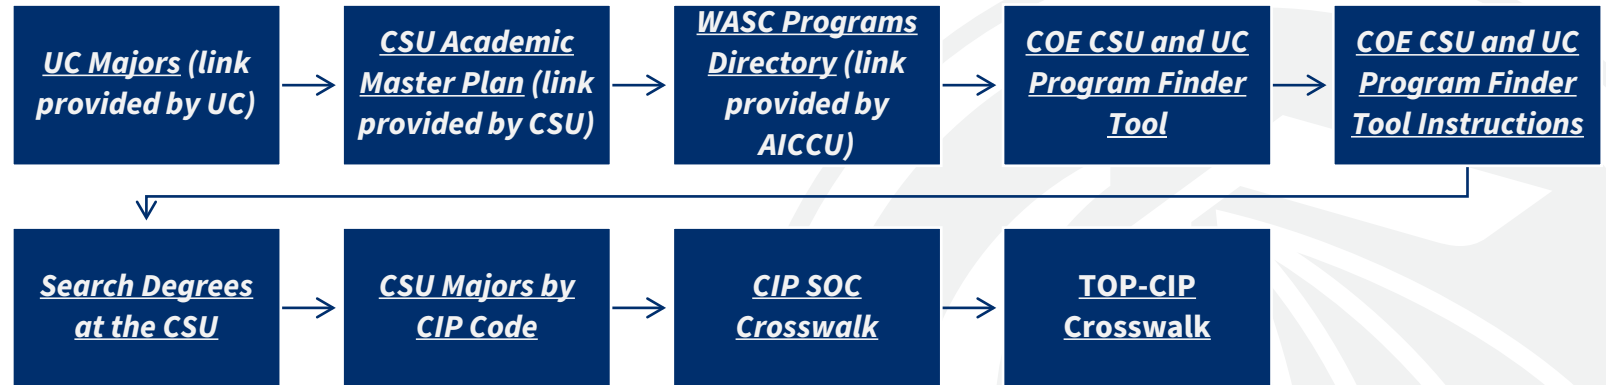 UC Majors (link
provided by UC)
CSU Academic
Master Plan (link
provided by CSU)
WASC Programs
Directory (link
provided by
AICCU)
COE CSU and UC
Program Finder
Tool
COE CSU and UC
Program Finder
Tool Instructions
Search Degrees
at the CSU
CSU Majors by
CIP Code
CIP SOC
Crosswalk
TOP-CIP
Crosswalk